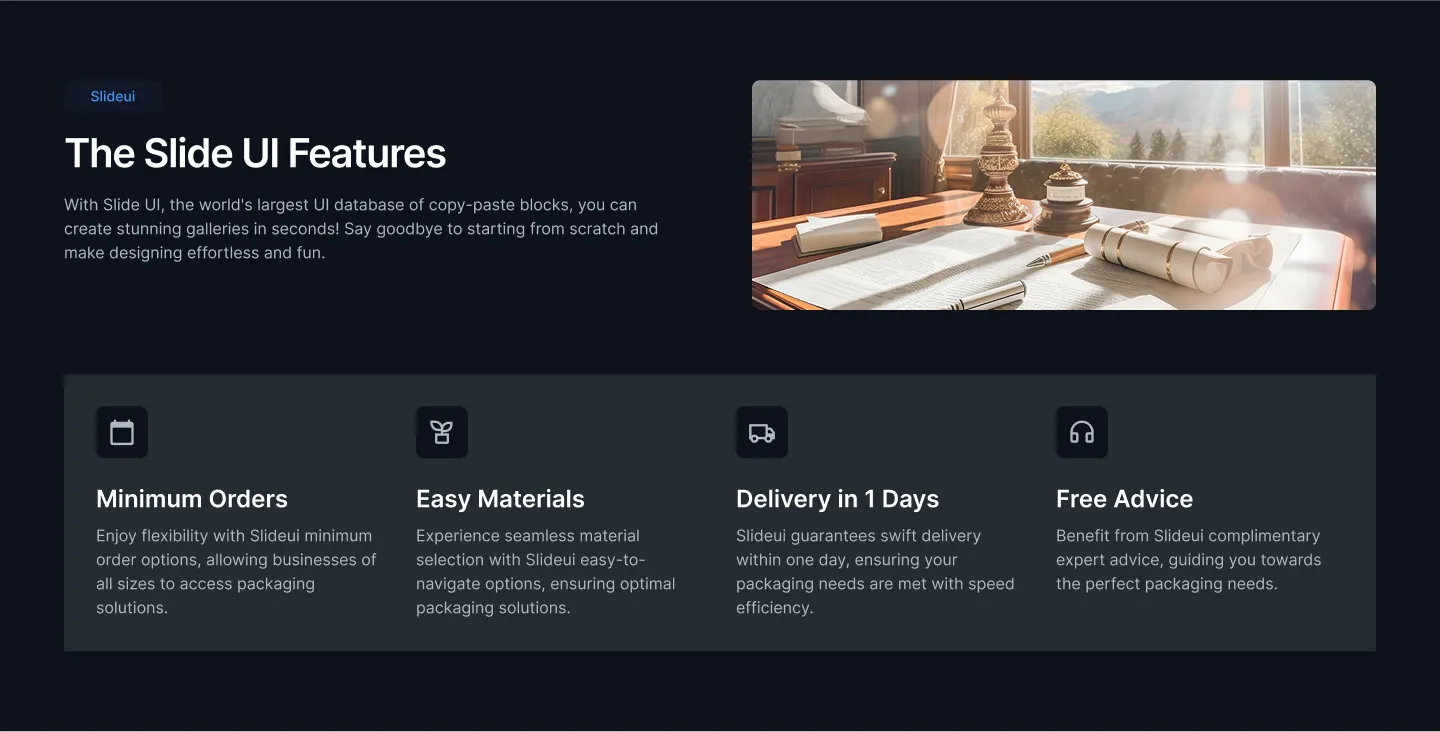 Slideui
The Slide UI Features
With Slide UI, the world's largest UI database of copy-paste blocks, you can
create stunning galleries in seconds! Say goodbye to starting from scratch and
make designing effortless and fun.
Minimum Orders
Enjoy flexibility with Slideui minimum
order options, allowing businesses of
all sizes to access packaging
solutions.
Easy Materials
Experience seamless material
selection with Slideui easy-to-
navigate options, ensuring optimal
packaging solutions.
Delivery in 1 Days
Slideui guarantees swift delivery
within one day, ensuring your
packaging needs are met with speed
efficiency.
Free Advice
Benefit from Slideui complimentary
expert advice, guiding you towards
the perfect packaging needs.